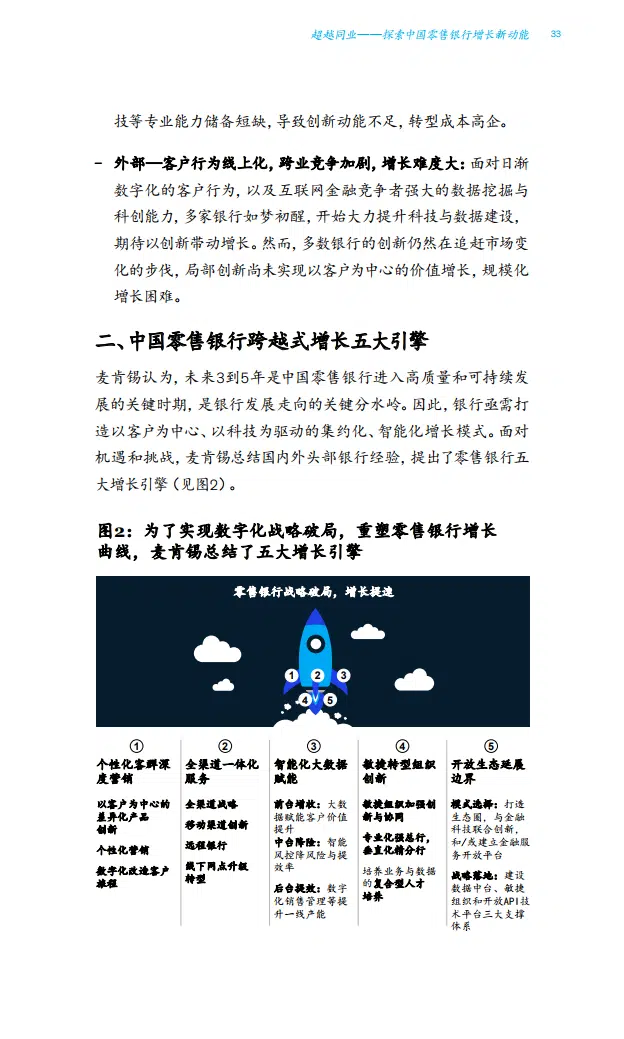 超越同业——探索中国零售银行增长新动能 33
技等专业能力储备短缺，导致创新动能不足，转型成本高企。
– 外部—客户行为线上化，跨业竞争加剧，增长难度大：面对日渐
数字化的客户行为，以及互联网金融竞争者强大的数据挖掘与
科创能力，多家银行如梦初醒，开始大力提升科技与数据建设，
期待以创新带动增长。然而，多数银行的创新仍然在追赶市场变
化的步伐，局部创新尚未实现以客户为中心的价值增长，规模化
增长困难。
二、中国零售银行跨越式增长五大引擎
麦肯锡认为，未来3到5年是中国零售银行进入高质量和可持续发
展的关键时期，是银行发展走向的关键分水岭。因此，银行亟需打
造以客户为中心、以科技为驱动的集约化、智能化增长模式。面对
机遇和挑战，麦肯锡总结国内外头部银行经验，提出了零售银行五
大增长引擎（见图2）。
图2：为了实现数字化战略破局，重塑零售银行增长
曲线，麦肯锡总结了五大增长引擎
零售银行战略破局，增长提速
1 2 3
4 5
①
个性化客群深
度营销
以客户为中心的
差异化产品
创新
个性化营销
数字化改造客户
旅程
②
全渠道一体化
服务
全渠道战略
移动渠道创新
远程银行
线下网点升级
转型
③
智能化大数据
赋能
前台增收：大数
据赋能客户价值
提升
中台降险：智能
风控降风险与提
效率
后台提效：数字
化销售管理等提
升一线产能
④
敏捷转型组织
创新
敏捷组织加强创
新与协同
专业化强总行，
垂直化精分行
培养业务与数据
的复合型人才
培养
⑤
开放生态延展
边界
模式选择：打造
生态圈，与金融
科技联合创新，
和/或建立金融服
务开放平台
战略落地：建设
数据中台、敏捷
组织和开放API技
术平台三大支撑
体系